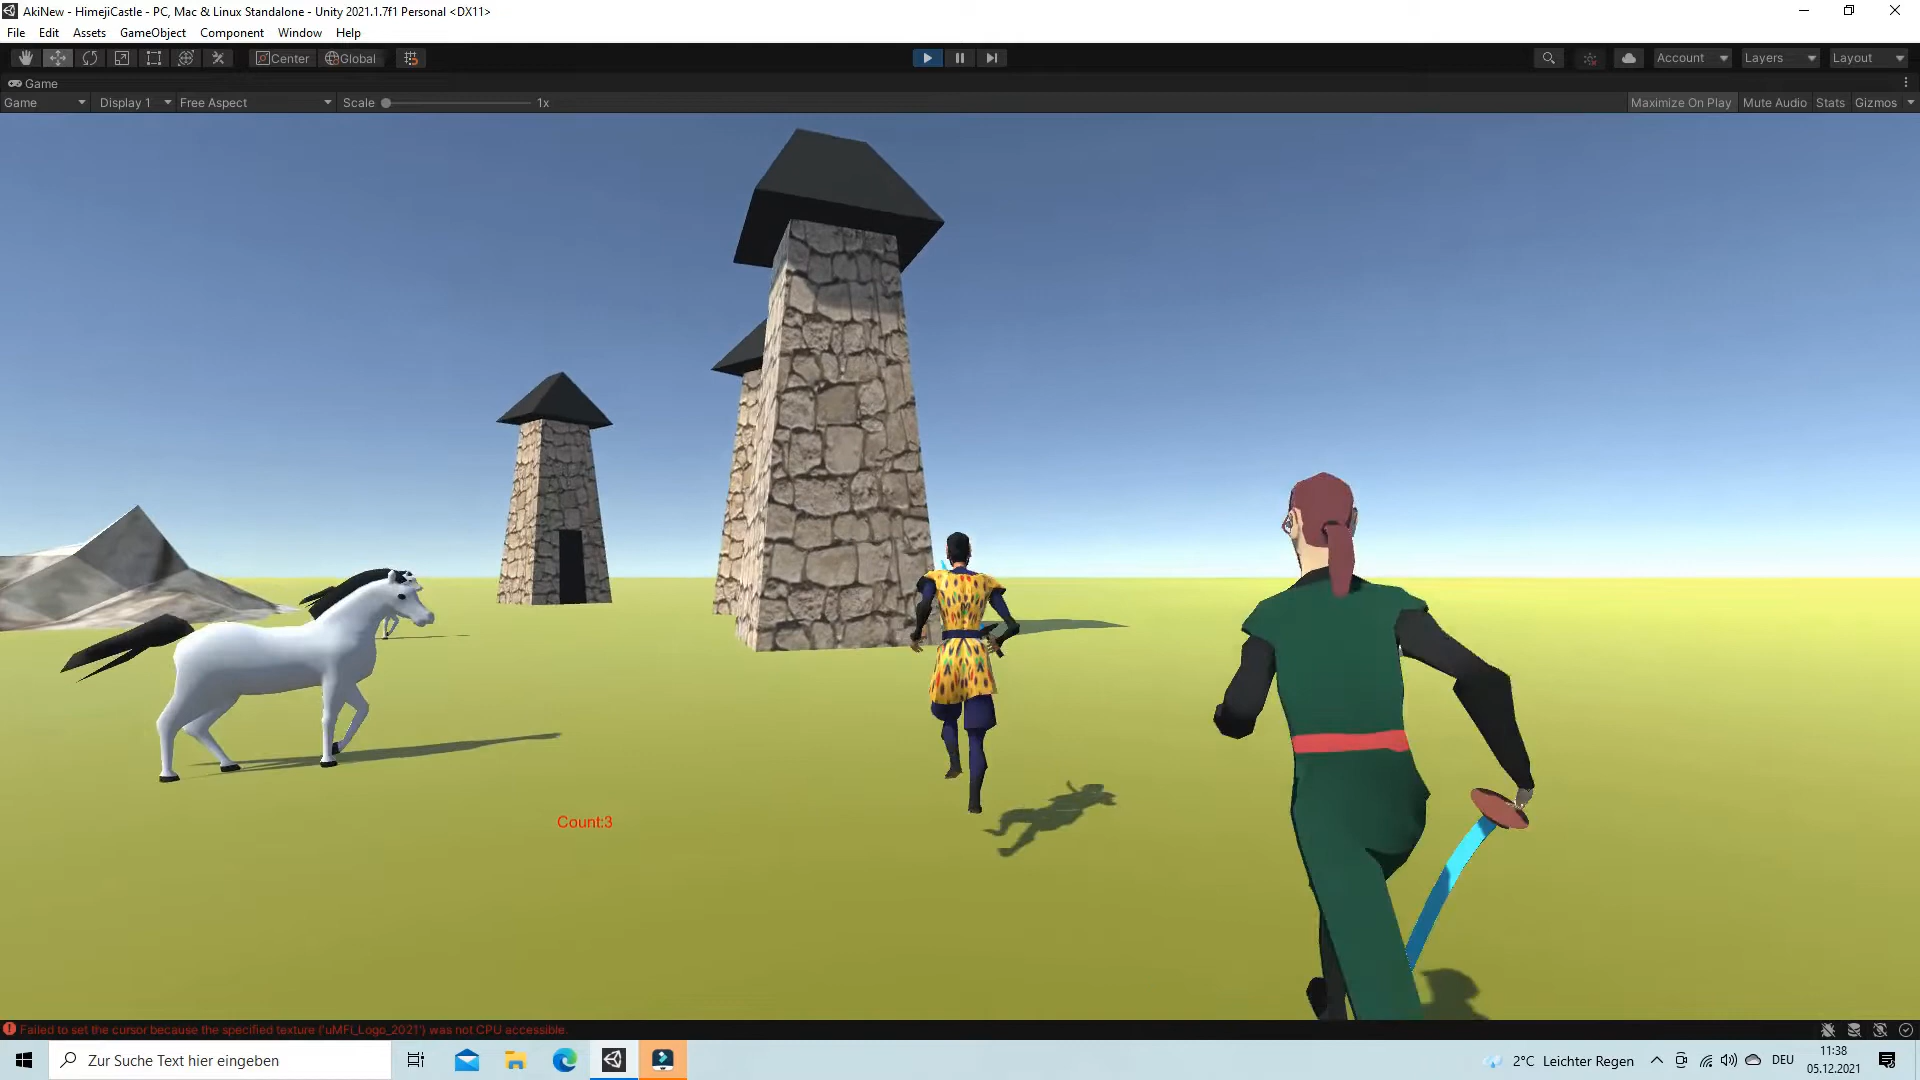 AkiNew - HimejiCastle - PC, Mac & Linux Standalone - Unity 2021.1.7f1 Personal <DX11>
File Edit Assets GameObject Component Window Help
Center Global Account Layers Layout
Game
Game Display 1 Free Aspect Scale 1x Maximize On Play Mute Audio Stats Gizmos
Count:3
Failed to set the cursor because the specified texture ('uMFI_Logo_2021') was not CPU accessible.
Zur Suche Text hier eingeben
2°C Leichter Regen
DEU
11:38
05.12.2021